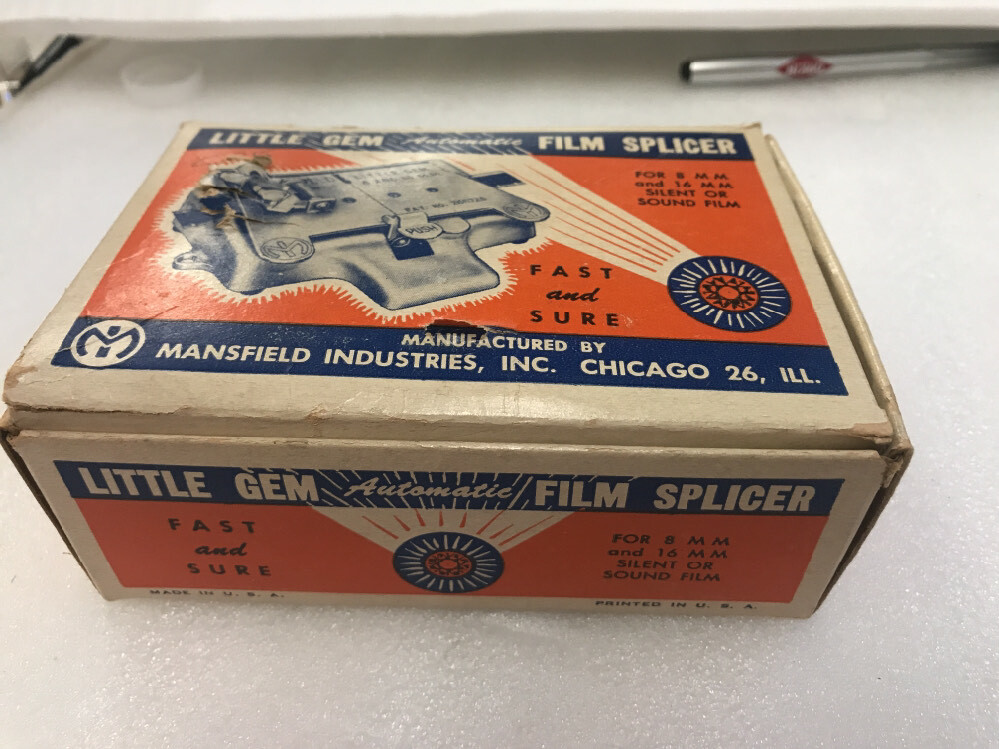 LITTLE GEM Automatic FILM SPLICER
FOR 8 MM
and 16 MM
SILENT OR
SOUND FILM
PUSH
FAST
and
SURE
MANUFACTURED BY
MANSFIELD INDUSTRIES, INC. CHICAGO 26, ILL.
LITTLE GEM Automatic FILM SPLICER
FAST
and
SURE
FOR 8 MM
and 16 MM
SILENT OR
SOUND FILM
MADE IN U. S. A.
PRINTED IN U. S. A.